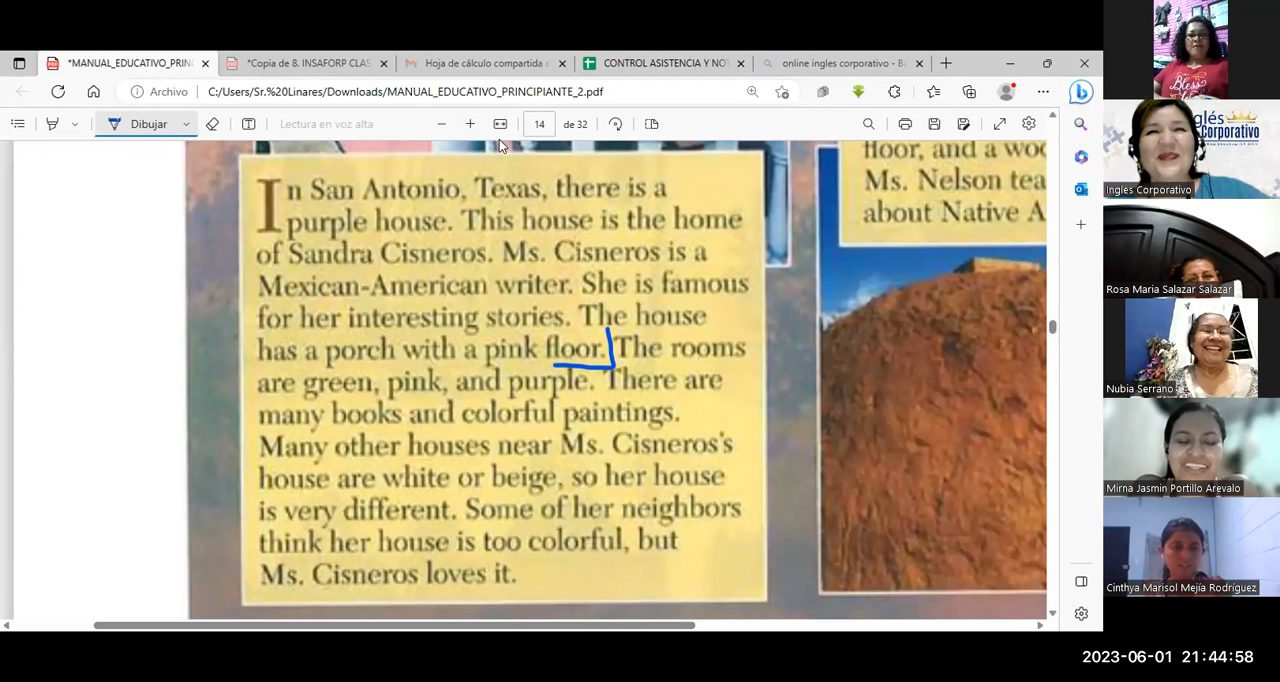 *MANUAL_EDUCATIVO_PRIN
*Copia de 8. INSAFORP CLAS
Hoja de cálculo compartida
CONTROL ASISTENCIA Y NOT
online ingles corporativo - B
Archivo
C:/Users/Sr.%20Linares/Downloads/MANUAL_EDUCATIVO_PRINCIPIANTE_2.pdf
Dibujar
Lectura en voz alta
14
de 32
In San Antonio, Texas, there is a
purple house. This house is the home
of Sandra Cisneros. Ms. Cisneros is a
Mexican-American writer. She is famous
for her interesting stories. The house
has a porch with a pink floor. The rooms
are green, pink, and purple. There are
many books and colorful paintings.
Many other houses near Ms. Cisneros's
house are white or beige, so her house
is very different. Some of her neighbors
think her house is too colorful, but
Ms. Cisneros loves it.
floor, and a woo
Ms. Nelson tea
about Native A
Bless
glés
Corporativo
Ingles Corporativo
Rosa Maria Salazar Salazar
Nubia Serrano
Mirna Jasmin Portillo Arevalo
Cinthya Marisol Mejía Rodríguez
2023-06-01 21:44:58